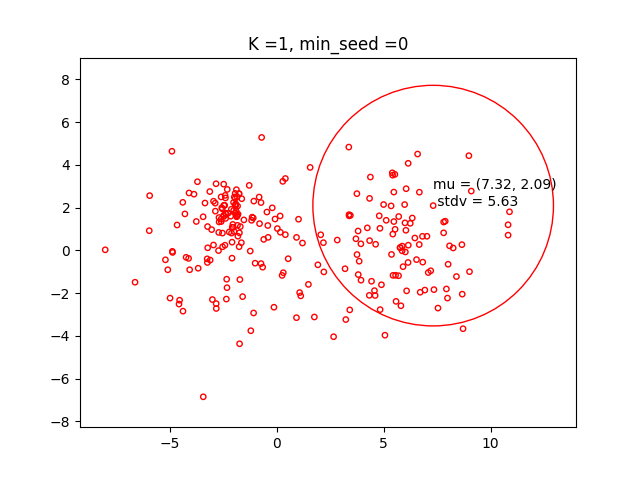 K =1, min_seed =0
8
6
4
mu = (7.32, 2.09)
stdv = 5.63
2
0
−2
−4
−6
−8
−5 0 5 10